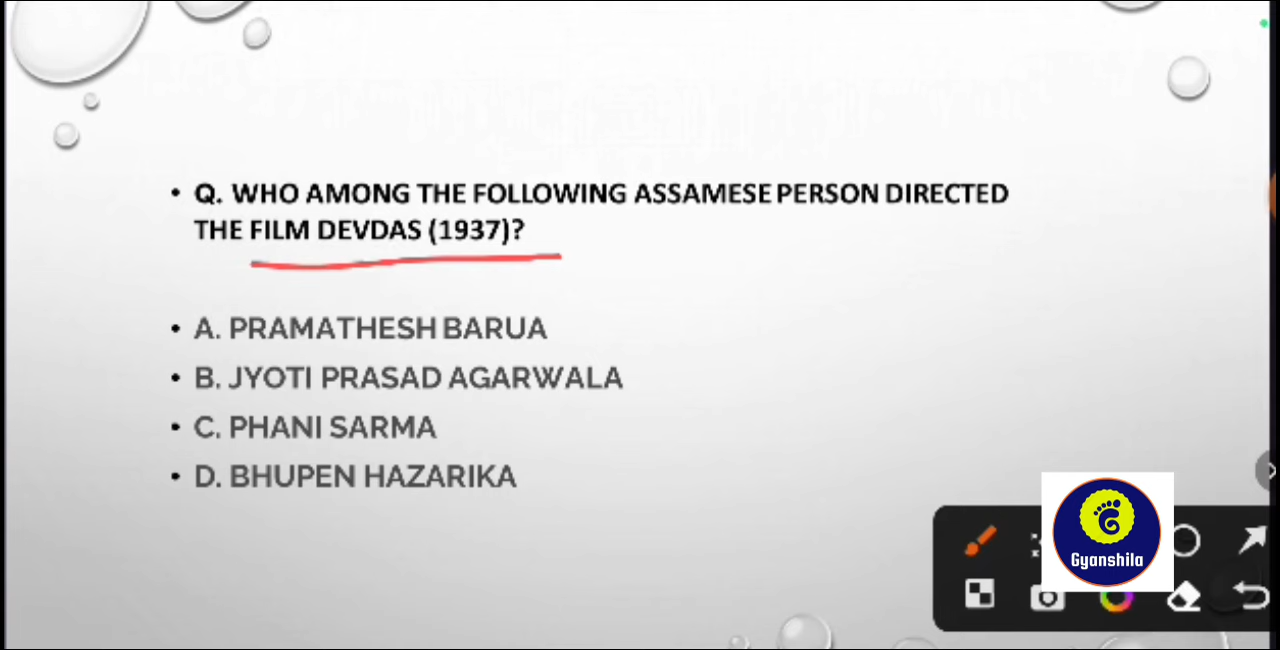 • Q. WHO AMONG THE FOLLOWING ASSAMESE PERSON DIRECTED
THE FILM DEVDAS (1937)?
• A. PRAMATHESH BARUA
• B. JYOTI PRASAD AGARWALA
• C. PHANI SARMA
• D. BHUPEN HAZARIKA
Gyanshila